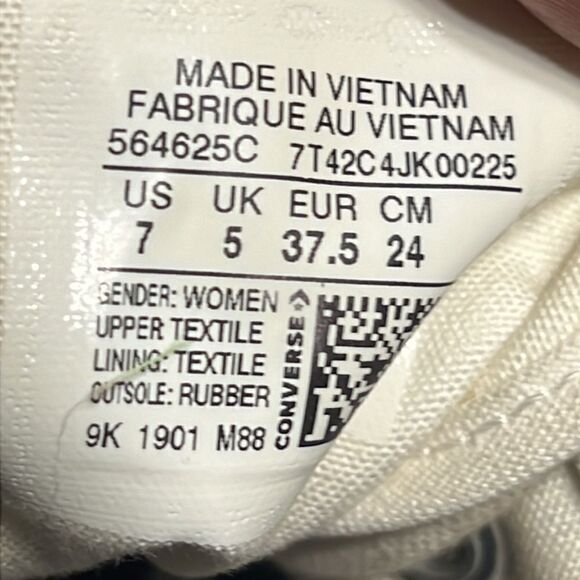 MADE IN VIETNAM
FABRIQUE AU VIETNAM
564625C 7T42C4JK00225
US UK EUR CM
7 5 37.5 24
GENDER: WOMEN
UPPER TEXTILE
LINING: TEXTILE
OUTSOLE: RUBBER
9K 1901 M88
CONVERSE